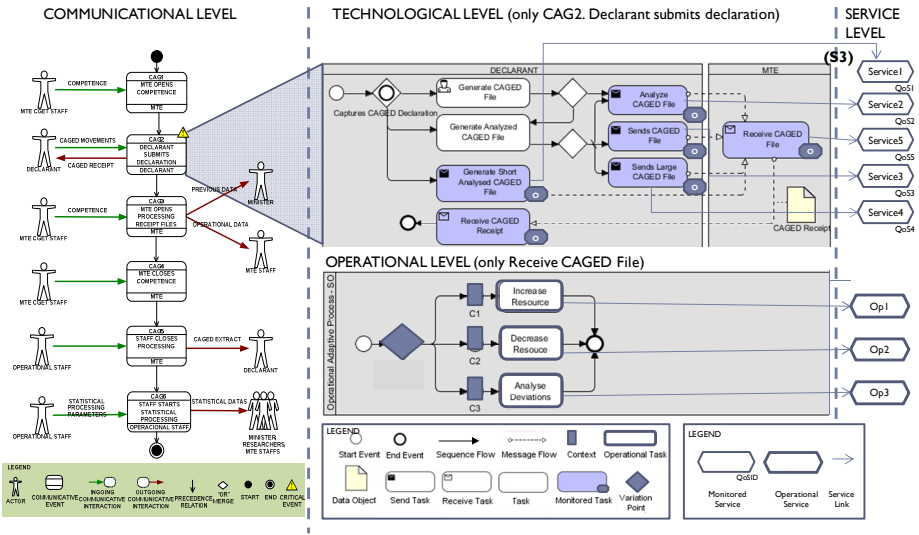 COMMUNICATIONAL LEVEL
CAG1
MTE OPENS
COMPETENCE
MTE
COMPETENCE
MTE CGET STAFF
CAGED MOVEMENTS
CAGED RECEIPT
DECLARANT
CAG2
DECLARANT
SUBMITS
DECLARATION
DECLARANT
PREVIOUS DATA
MINISTER
COMPETENCE
MTE CGET STAFF
CAG3
MTE OPENS
PROCESSING
RECEIPT FILES
MTE
OPERATIONAL DATA
MTE STAFF
MTE CGET STAFF
CAG4
MTE CLOSES
COMPETENCE
MTE
OPERATIONAL STAFF
CAG5
STAFF CLOSES
PROCESSING
MTE
CAGED EXTRACT
DECLARANT
STATISTICAL
PROCESSING
PARAMETERS
OPERATIONAL STAFF
CAG6
STAFF STARTS
STATISTICAL
PROCESSING
OPERACIONAL STAFF
STATISTICAL DATAS
MINISTER,
RESEARCHERS,
MTE STAFFS
LEGEND
ACTOR
COMMUNICATIVE
EVENT
INGOING
COMMUNICATIVE
INTERACTION
OUTGOING
COMMUNICATIVE
INTERACTION
PRECEDENCE
RELATION
"OR"
MERGE
START
END
CRITICAL
EVENT
TECHNOLOGICAL LEVEL (only CAG2. Declarant submits declaration)
DECLARANT
MTE
Captures CAGED Declaration
Generate CAGED
File
Generate Analyzed
CAGED File
Generate Short
Analysed CAGED
File
Receive CAGED
Receipt
Analyze
CAGED File
Sends CAGED
File
Sends Large
CAGED File
Receive CAGED
File
CAGED Receipt
OPERATIONAL LEVEL (only Receive CAGED File)
Operational Adaptive Process - SO
C1
C2
C3
Increase
Resource
Decrease
Resouce
Analyse
Deviations
LEGEND
Start Event
End Event
Sequence Flow
Message Flow
Context
Operational Task
Data Object
Send Task
Receive Task
Task
Monitored Task
Variation
Point
SERVICE
LEVEL
(S3)
Service1
QoS1
Service2
QoS2
Service5
QoS5
Service3
QoS3
Service4
QoS4
Op1
Op2
Op3
LEGEND
QoSID
Monitored
Service
Operational
Service
Service
Link